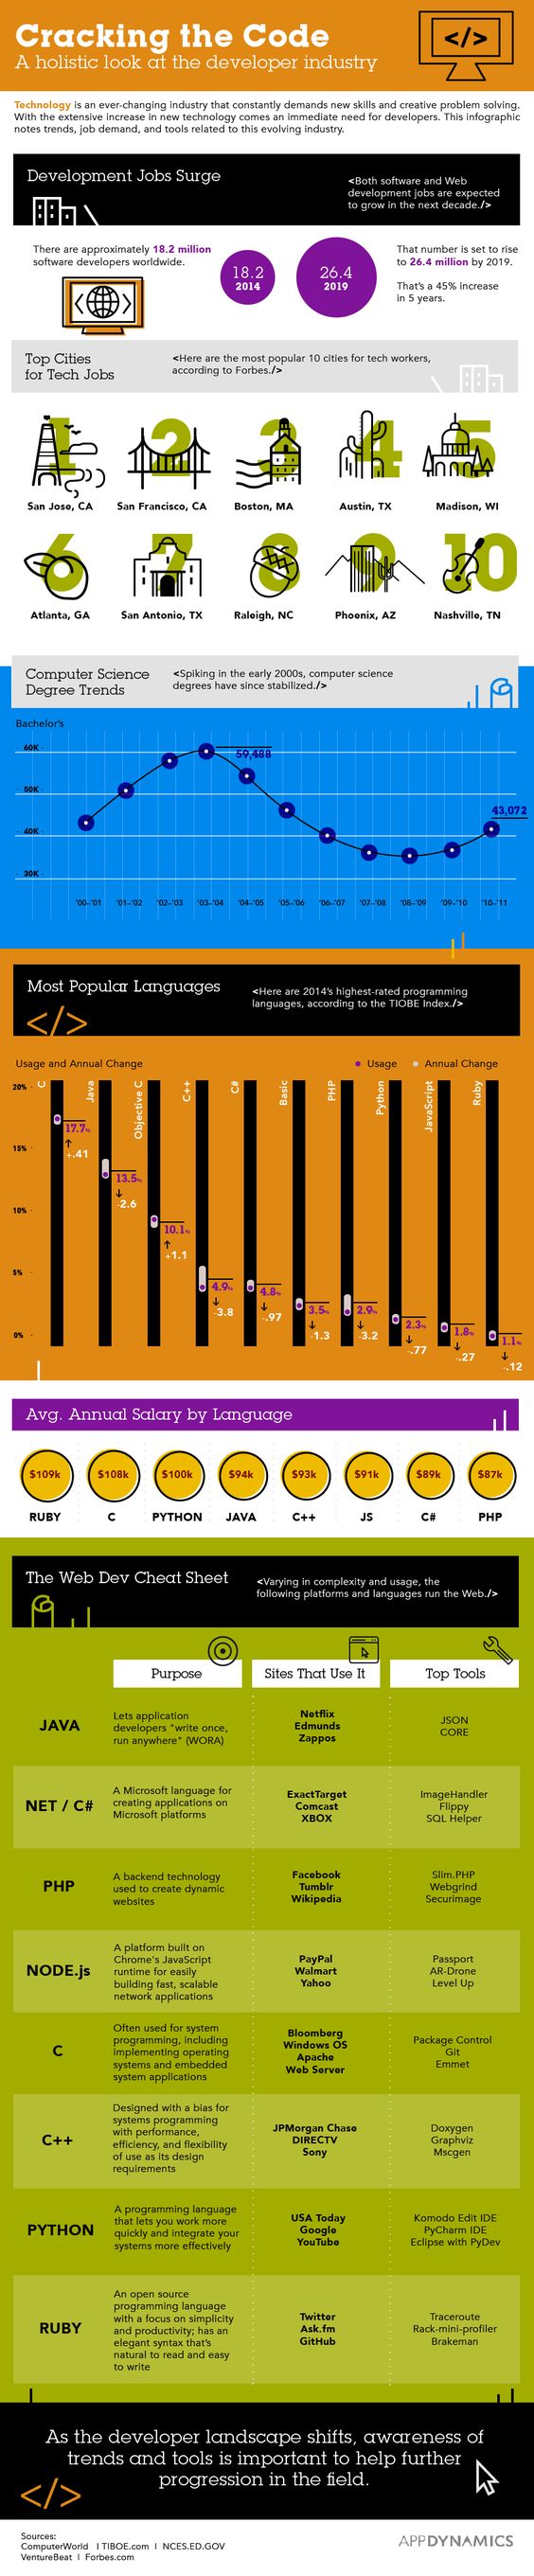 Cracking the Code
A holistic look at the developer industry
</>
Technology is an ever-changing industry that constantly demands new skills and creative problem solving.
With the extensive increase in new technology comes an immediate need for developers. This infographic
notes trends, job demand, and tools related to this evolving industry.
Development Jobs Surge
<Both software and Web
development jobs are expected
to grow in the next decade./>
There are approximately 18.2 million
software developers worldwide.
18.2
2014
26.4
2019
That number is set to rise
to 26.4 million by 2019.
That's a 45% increase
in 5 years.
Top Cities
for Tech Jobs
<Here are the most popular 10 cities for tech workers,
according to Forbes./>
1 2 3 4 5
San Jose, CA San Francisco, CA Boston, MA Austin, TX Madison, WI
6 7 8 9 10
Atlanta, GA San Antonio, TX Raleigh, NC Phoenix, AZ Nashville, TN
Computer Science
Degree Trends
<Spiking in the early 2000s, computer science
degrees have since stabilized./>
Bachelor's
60K
59,488
50K
43,072
40K
30K
'00–'01 '01–'02 '02–'03 '03–'04 '04–'05 '05–'06 '06–'07 '07–'08 '08–'09 '09–'10 '10–'11
Most Popular Languages
<Here are 2014's highest-rated programming
languages, according to the TIOBE Index./>
</>
Usage and Annual Change
Usage Annual Change
20%
15%
10%
5%
0%
C
17.7%
+.41
Java
13.5%
-2.6
Objective C
10.1%
+1.1
C++
4.9%
-3.8
C#
4.8%
-.97
Basic
3.5%
-1.3
PHP
2.9%
-3.2
Python
2.3%
-.77
JavaScript
1.8%
-.27
Ruby
1.1%
-.12
Avg. Annual Salary by Language
$109k $108k $100k $94k $93k $91k $89k $87k
RUBY C PYTHON JAVA C++ JS C# PHP
The Web Dev Cheat Sheet
<Varying in complexity and usage, the
following platforms and languages run the Web./>
Purpose Sites That Use It Top Tools
JAVA
Lets application
developers "write once,
run anywhere" (WORA)
Netflix
Edmunds
Zappos
JSON
CORE
NET / C#
A Microsoft language for
creating applications on
Microsoft platforms
ExactTarget
Comcast
XBOX
ImageHandler
Flippy
SQL Helper
PHP
A backend technology
used to create dynamic
websites
Facebook
Tumblr
Wikipedia
Slim.PHP
Webgrind
Securimage
NODE.js
A platform built on
Chrome's JavaScript
runtime for easily
building fast, scalable
network applications
PayPal
Walmart
Yahoo
Passport
AR-Drone
Level Up
C
Often used for system
programming, including
implementing operating
systems and embedded
system applications
Bloomberg
Windows OS
Apache
Web Server
Package Control
Git
Emmet
C++
Designed with a bias for
systems programming
with performance,
efficiency, and flexibility
of use as its design
requirements
JPMorgan Chase
DIRECTV
Sony
Doxygen
Graphviz
Mscgen
PYTHON
A programming language
that lets you work more
quickly and integrate your
systems more effectively
USA Today
Google
YouTube
Komodo Edit IDE
PyCharm IDE
Eclipse with PyDev
RUBY
An open source
programming language
with a focus on simplicity
and productivity; has an
elegant syntax that's
natural to read and easy
to write
Twitter
Ask.fm
GitHub
Traceroute
Rack-mini-profiler
Brakeman
As the developer landscape shifts, awareness of
trends and tools is important to help further
progression in the field.
</>
Sources:
ComputerWorld | TIBOE.com | NCES.ED.GOV
VentureBeat | Forbes.com
APPDYNAMICS